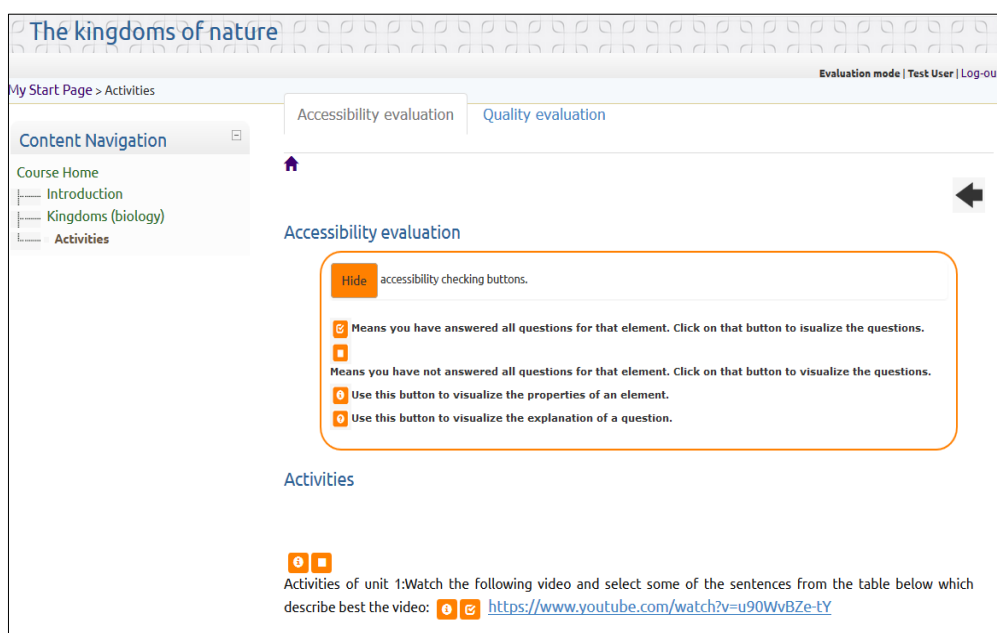 The kingdoms of nature
Evaluation mode | Test User | Log-ou
My Start Page > Activities
Accessibility evaluation Quality evaluation
Content Navigation
Course Home
Introduction
Kingdoms (biology)
Activities
Accessibility evaluation
Hide accessibility checking buttons.
Means you have answered all questions for that element. Click on that button to isualize the questions.
Means you have not answered all questions for that element. Click on that button to visualize the questions.
Use this button to visualize the properties of an element.
Use this button to visualize the explanation of a question.
Activities
Activities of unit 1:Watch the following video and select some of the sentences from the table below which
describe best the video: https://www.youtube.com/watch?v=u90WvBZe-tY